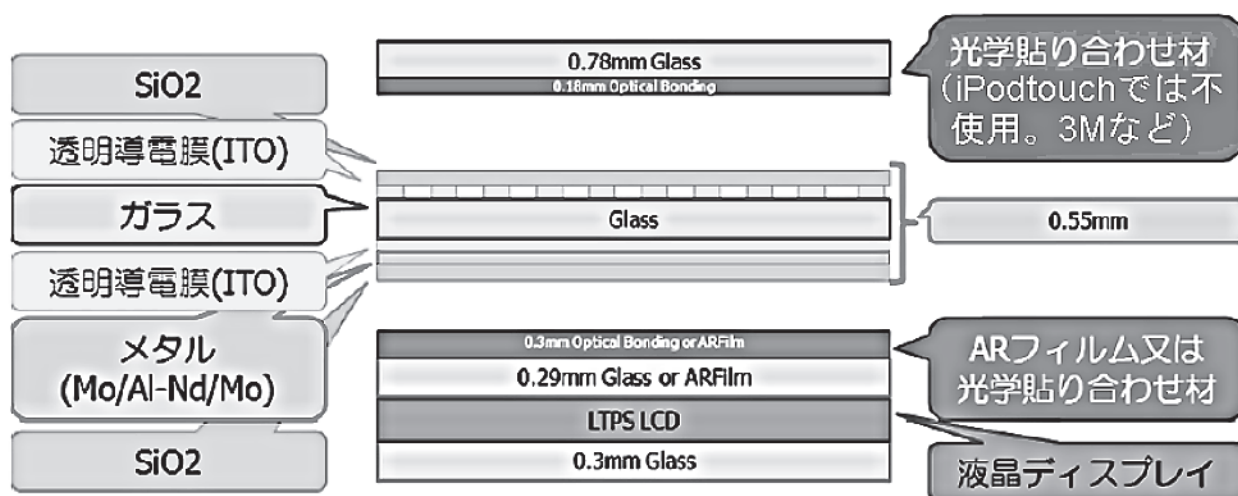 SiO2
透明導電膜(ITO)
ガラス
透明導電膜(ITO)
メタル
(Mo/Al-Nd/Mo)
SiO2
0.78mm Glass
0.18mm Optical Bonding
Glass
0.3mm Optical Bonding or ARFilm
0.29mm Glass or ARFilm
LTPS LCD
0.3mm Glass
光学貼り合わせ材
(iPodtouchでは不
使用。3Mなど)
0.55mm
ARフィルム又は
光学貼り合わせ材
液晶ディスプレイ